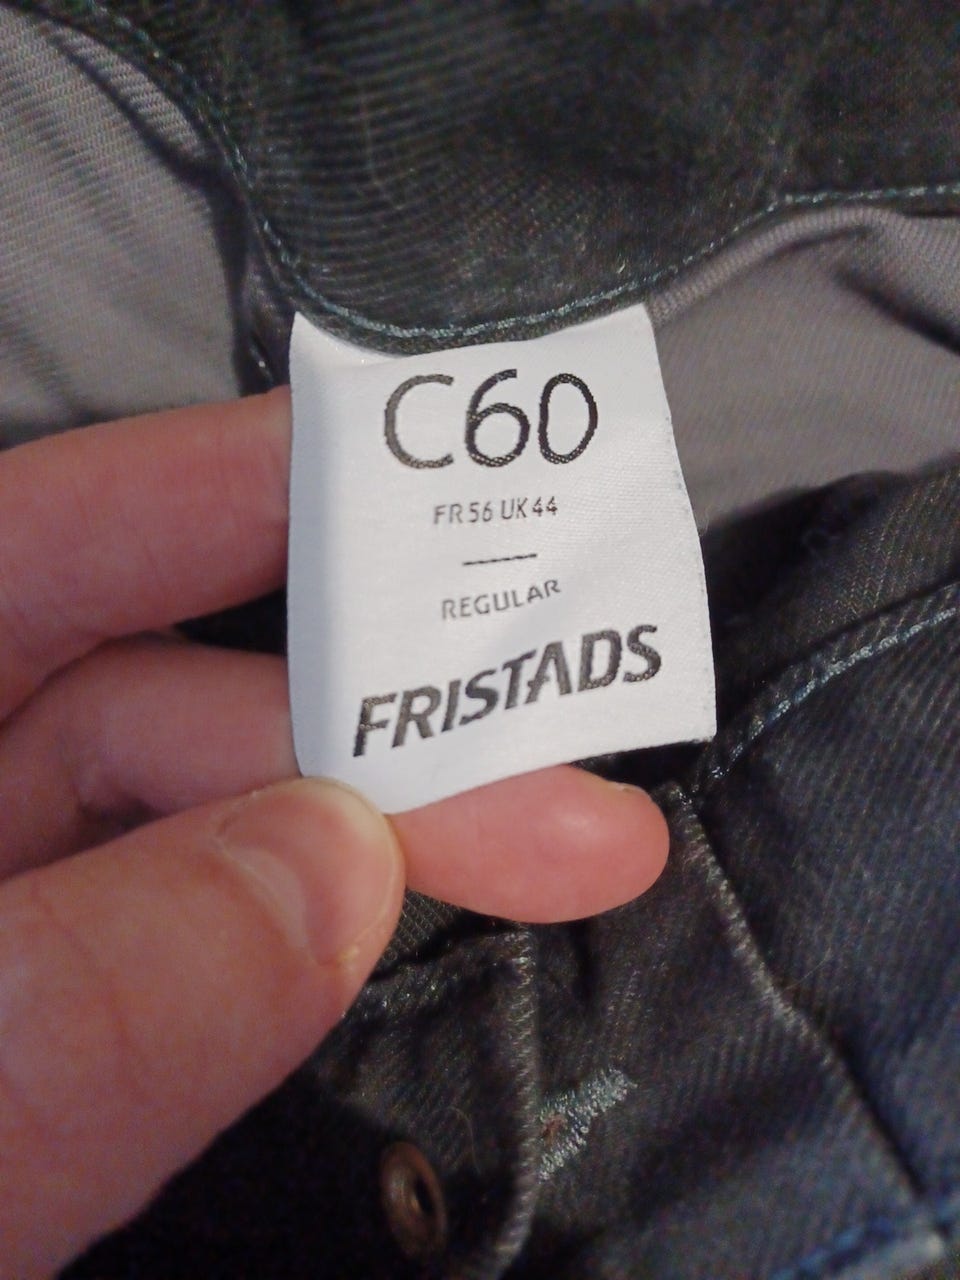 C60
FR 56 UK 44
REGULAR
FRISTADS